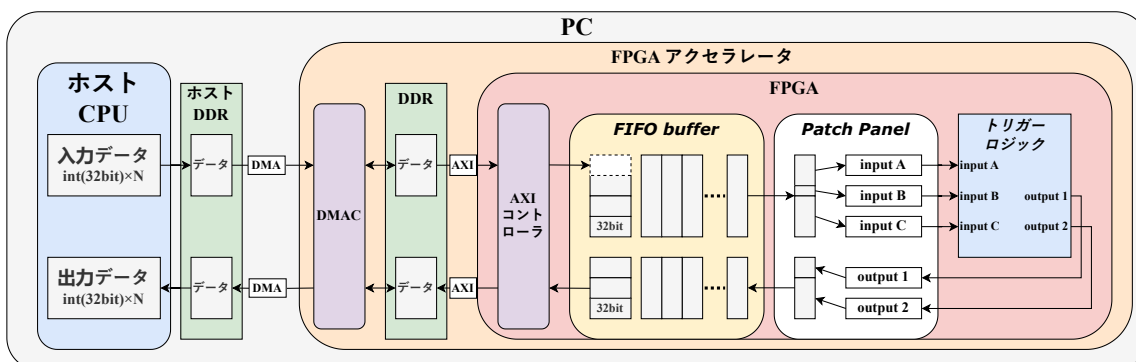 PC
FPGA アクセラレータ
FPGA
ホスト
CPU
入力データ
int(32bit)×N
出力データ
int(32bit)×N
ホスト
DDR
データ
データ
DMA
DMA
DMAC
DDR
データ
データ
AXI
AXI
AXI
コント
ローラ
FIFO buffer
32bit
32bit
Patch Panel
input A
input B
input C
output 1
output 2
トリガー
ロジック
input A
input B
input C
output 1
output 2